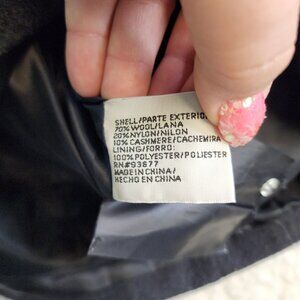 SHELL/PARTE EXTERIOR
70% WOOL/LANA
20% NYLON/NILON
10% CASHMERE/CACHEMIRA
LINING/FORRO:
100% POLYESTER/POLIESTER
RN#93677
MADE IN CHINA/
HECHO EN CHINA